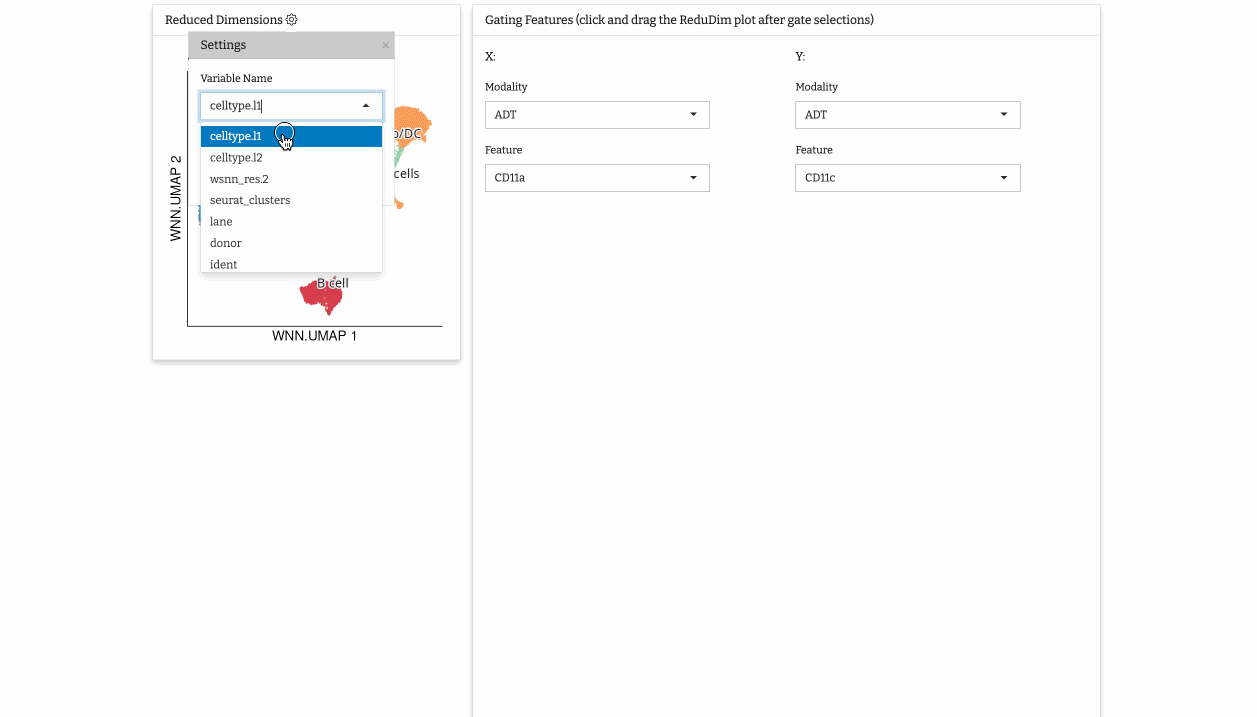 Reduced Dimensions
Settings
×
Variable Name
celltype.l1
celltype.l1
celltype.l2
wsnn_res.2
seurat_clusters
lane
donor
ident
/DC
cells
B cell
WNN.UMAP 2
WNN.UMAP 1
Gating Features (click and drag the ReduDim plot after gate selections)
X:
Modality
ADT
Feature
CD11a
Y:
Modality
ADT
Feature
CD11c